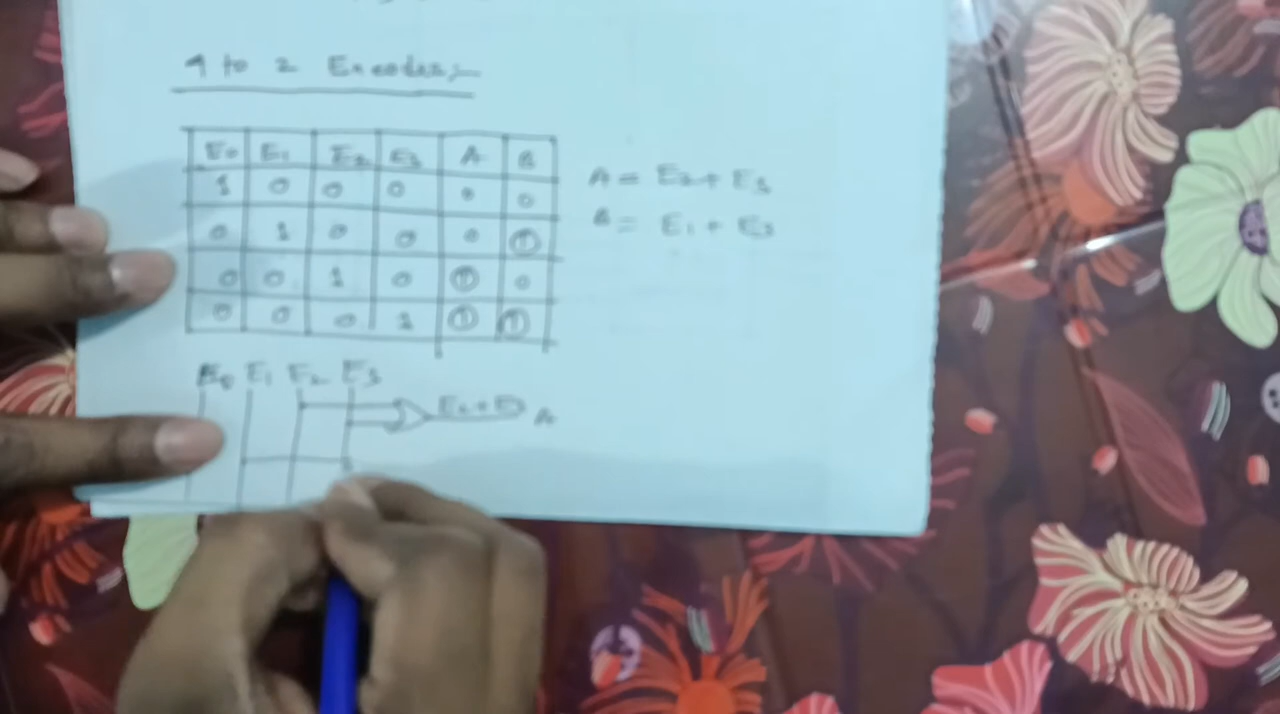 4 to 2 Encoder;-
E0 E1 E2 E3 A B
1 0 0 0 0 0
0 1 0 0 0 1
0 0 1 0 1 0
0 0 0 1 1 1
A = E2 + E3
B = E1 + E3
E0 E1 E2 E3
E2+E3 A